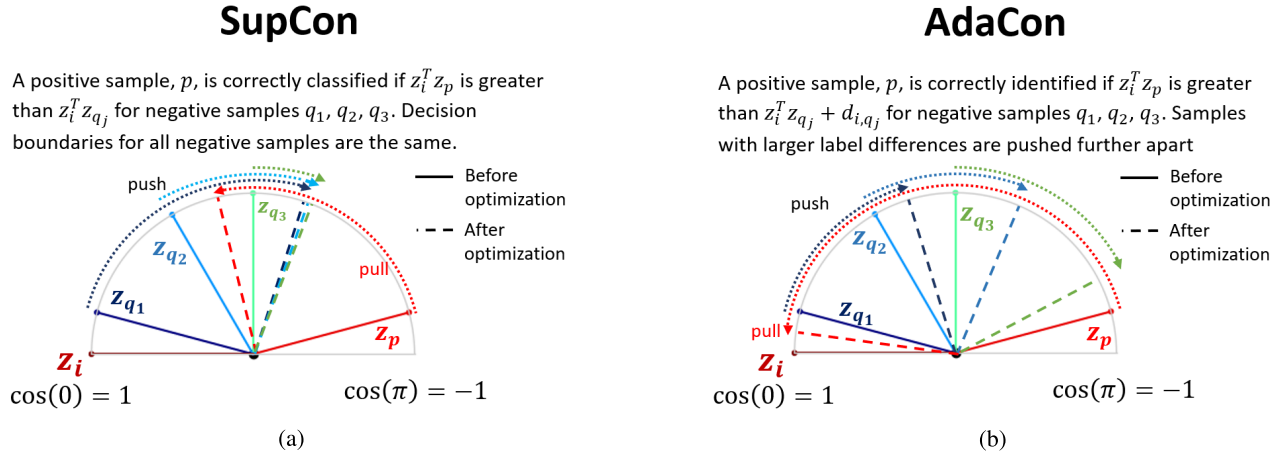 SupCon
A positive sample, p, is correctly classified if z_i^T z_p is greater
than z_i^T z_{q_j} for negative samples q_1, q_2, q_3. Decision
boundaries for all negative samples are the same.
push
Before
optimization
After
optimization
z_{q_3}
z_{q_2}
pull
z_{q_1}
z_p
z_i
cos(0) = 1
cos(π) = −1
(a)
AdaCon
A positive sample, p, is correctly identified if z_i^T z_p is greater
than z_i^T z_{q_j} + d_{i,q_j} for negative samples q_1, q_2, q_3. Samples
with larger label differences are pushed further apart
push
Before
optimization
After
optimization
z_{q_3}
z_{q_2}
z_{q_1}
pull
z_p
z_i
cos(0) = 1
cos(π) = −1
(b)